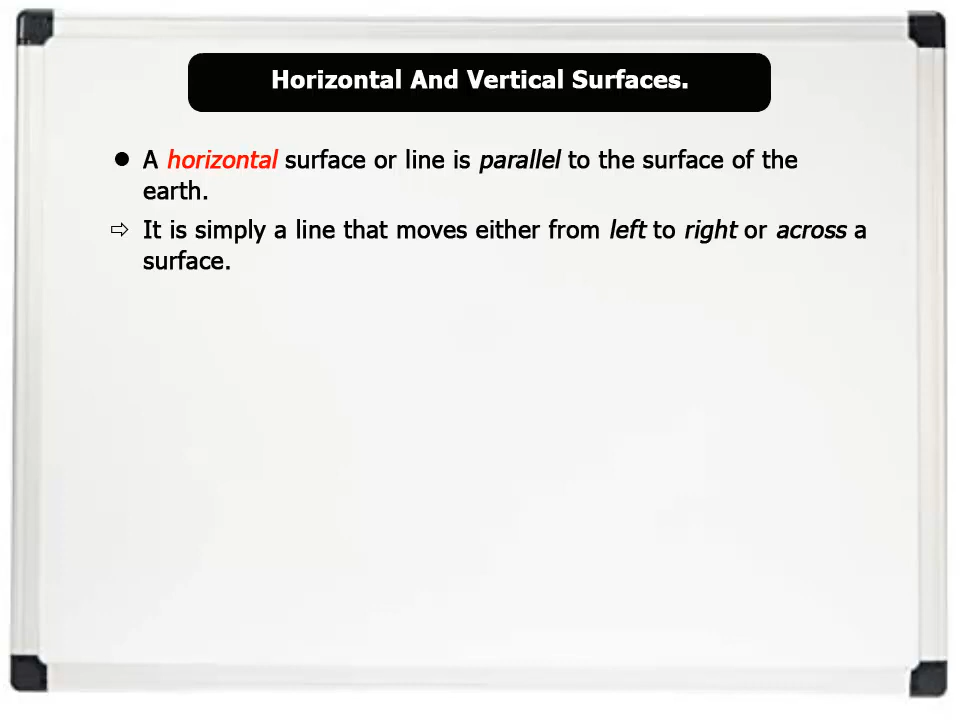 Horizontal And Vertical Surfaces.
● A horizontal surface or line is parallel to the surface of the
earth.
⇨ It is simply a line that moves either from left to right or across a
surface.